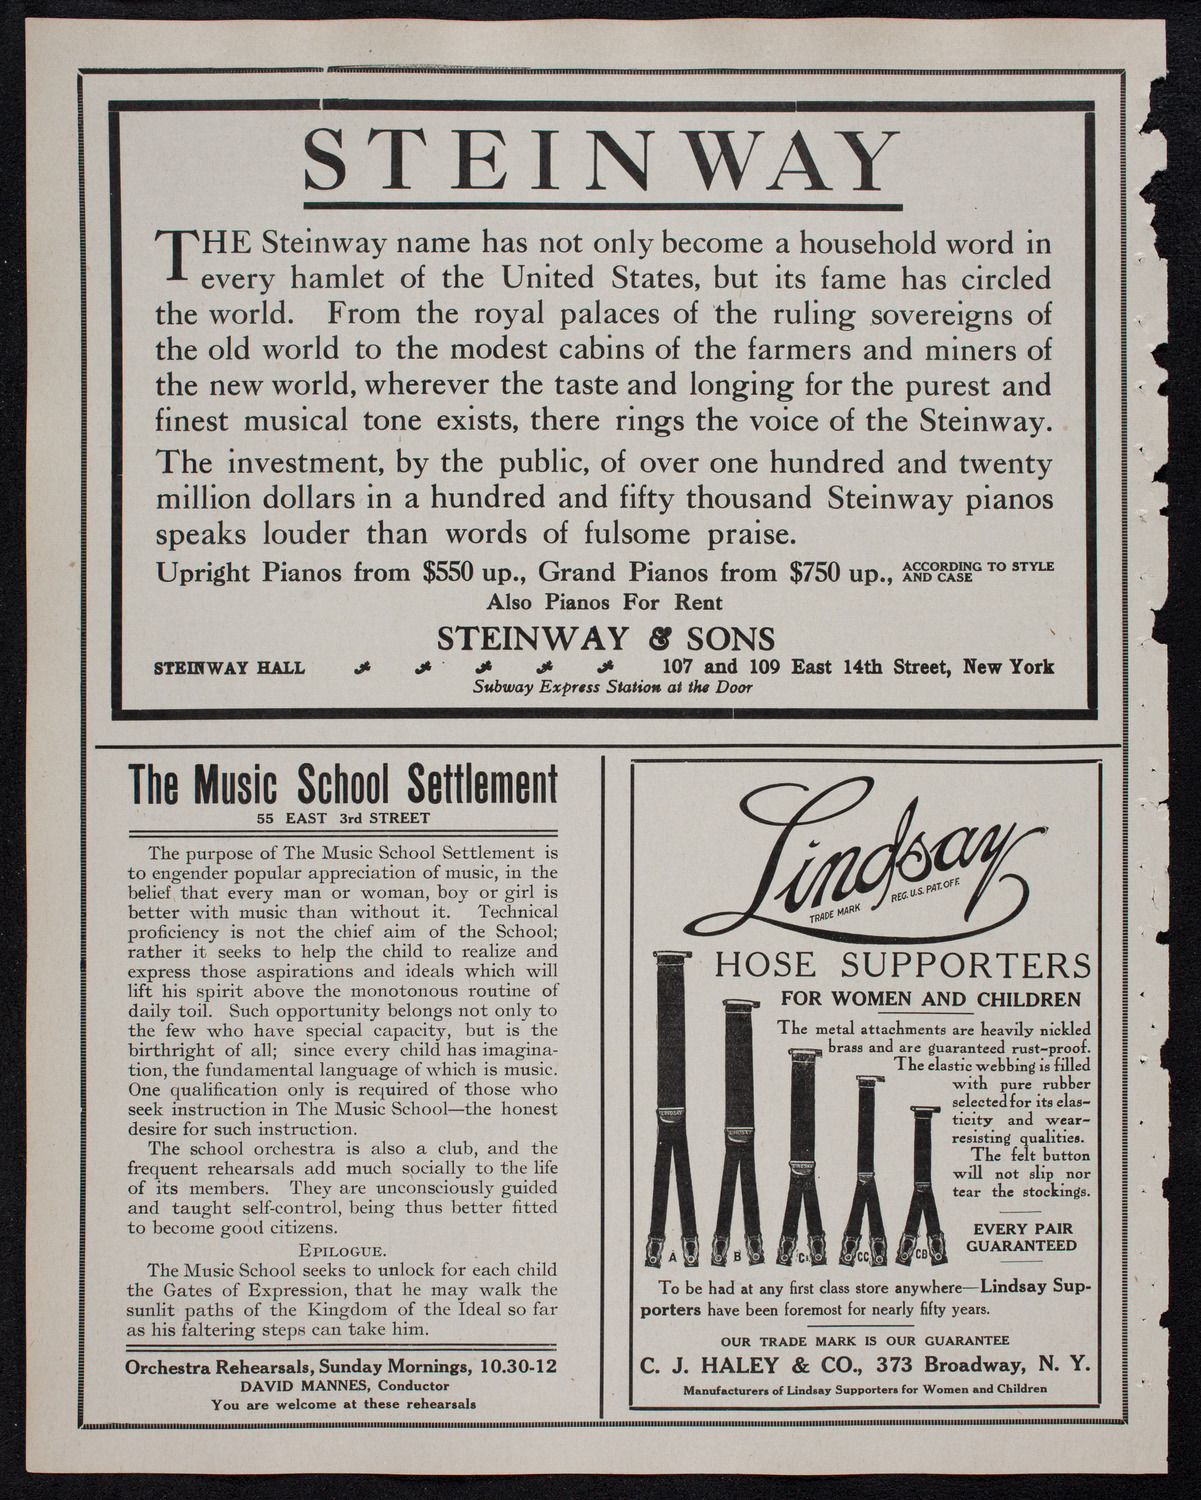 STEINWAY
THE Steinway name has not only become a household word in
every hamlet of the United States, but its fame has circled
the world. From the royal palaces of the ruling sovereigns of
the old world to the modest cabins of the farmers and miners of
the new world, wherever the taste and longing for the purest and
finest musical tone exists, there rings the voice of the Steinway.
The investment, by the public, of over one hundred and twenty
million dollars in a hundred and fifty thousand Steinway pianos
speaks louder than words of fulsome praise.
Upright Pianos from $550 up., Grand Pianos from $750 up., ACCORDING TO STYLE
AND CASE
Also Pianos For Rent
STEINWAY & SONS
STEINWAY HALL 107 and 109 East 14th Street, New York
Subway Express Station at the Door
The Music School Settlement
55 EAST 3rd STREET
The purpose of The Music School Settlement is
to engender popular appreciation of music, in the
belief that every man or woman, boy or girl is
better with music than without it. Technical
proficiency is not the chief aim of the School;
rather it seeks to help the child to realize and
express those aspirations and ideals which will
lift his spirit above the monotonous routine of
daily toil. Such opportunity belongs not only to
the few who have special capacity, but is the
birthright of all; since every child has imagina-
tion, the fundamental language of which is music.
One qualification only is required of those who
seek instruction in The Music School—the honest
desire for such instruction.
The school orchestra is also a club, and the
frequent rehearsals add much socially to the life
of its members. They are unconsciously guided
and taught self-control, being thus better fitted
to become good citizens.
EPILOGUE.
The Music School seeks to unlock for each child
the Gates of Expression, that he may walk the
sunlit paths of the Kingdom of the Ideal so far
as his faltering steps can take him.
Orchestra Rehearsals, Sunday Mornings, 10.30-12
DAVID MANNES, Conductor
You are welcome at these rehearsals
Lindsay
TRADE MARK REG. U.S. PAT. OFF.
HOSE SUPPORTERS
FOR WOMEN AND CHILDREN
The metal attachments are heavily nickled
brass and are guaranteed rust-proof.
The elastic webbing is filled
with pure rubber
selected for its elas-
ticity and wear-
resisting qualities.
The felt button
will not slip nor
tear the stockings.
EVERY PAIR
GUARANTEED
LINDSAY
LINDSAY
LINDSAY
A B C CC CB
To be had at any first class store anywhere—Lindsay Sup-
porters have been foremost for nearly fifty years.
OUR TRADE MARK IS OUR GUARANTEE
C. J. HALEY & CO., 373 Broadway, N. Y.
Manufacturers of Lindsay Supporters for Women and Children